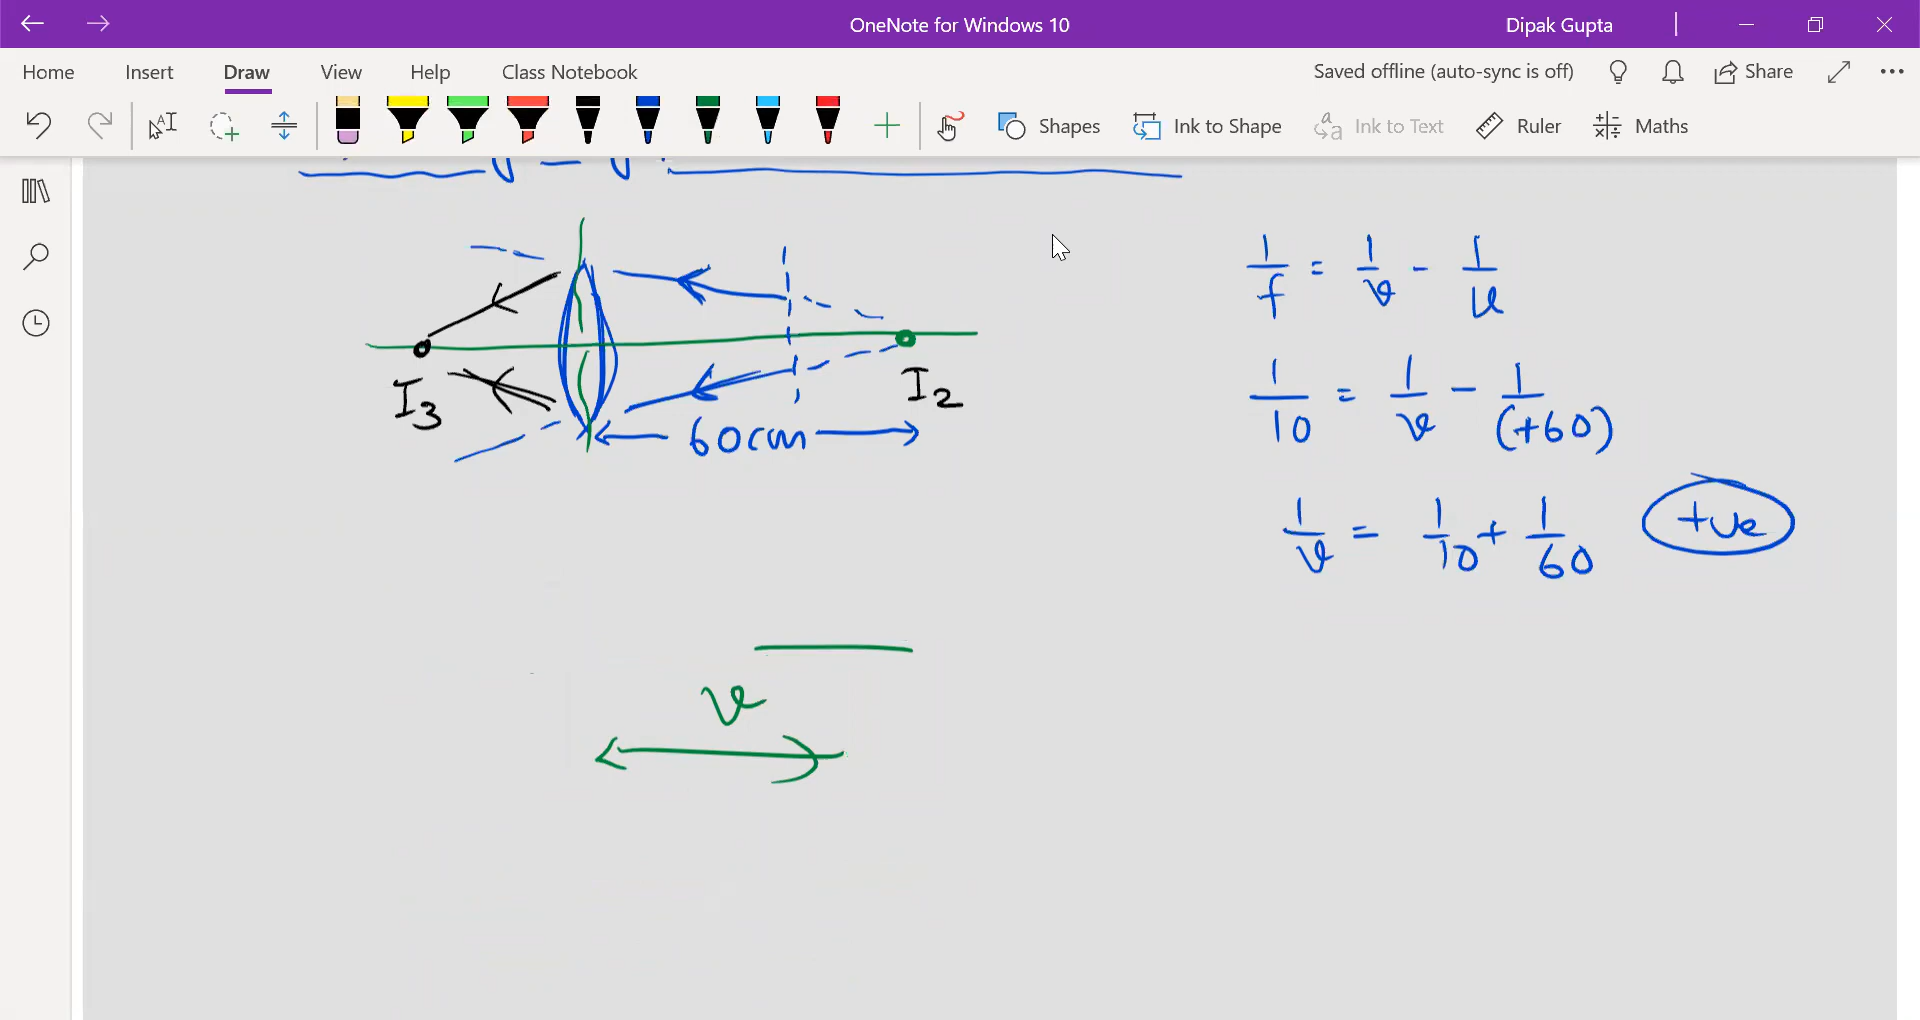 OneNote for Windows 10
Dipak Gupta
Home Insert Draw View Help Class Notebook
Saved offline (auto-sync is off)
Share
Shapes
Ink to Shape
Ink to Text
Ruler
Maths
I₃
I₂
60cm
1/f = 1/v - 1/u
1/10 = 1/v - 1/(+60)
1/v = 1/10 + 1/60
+ve
v